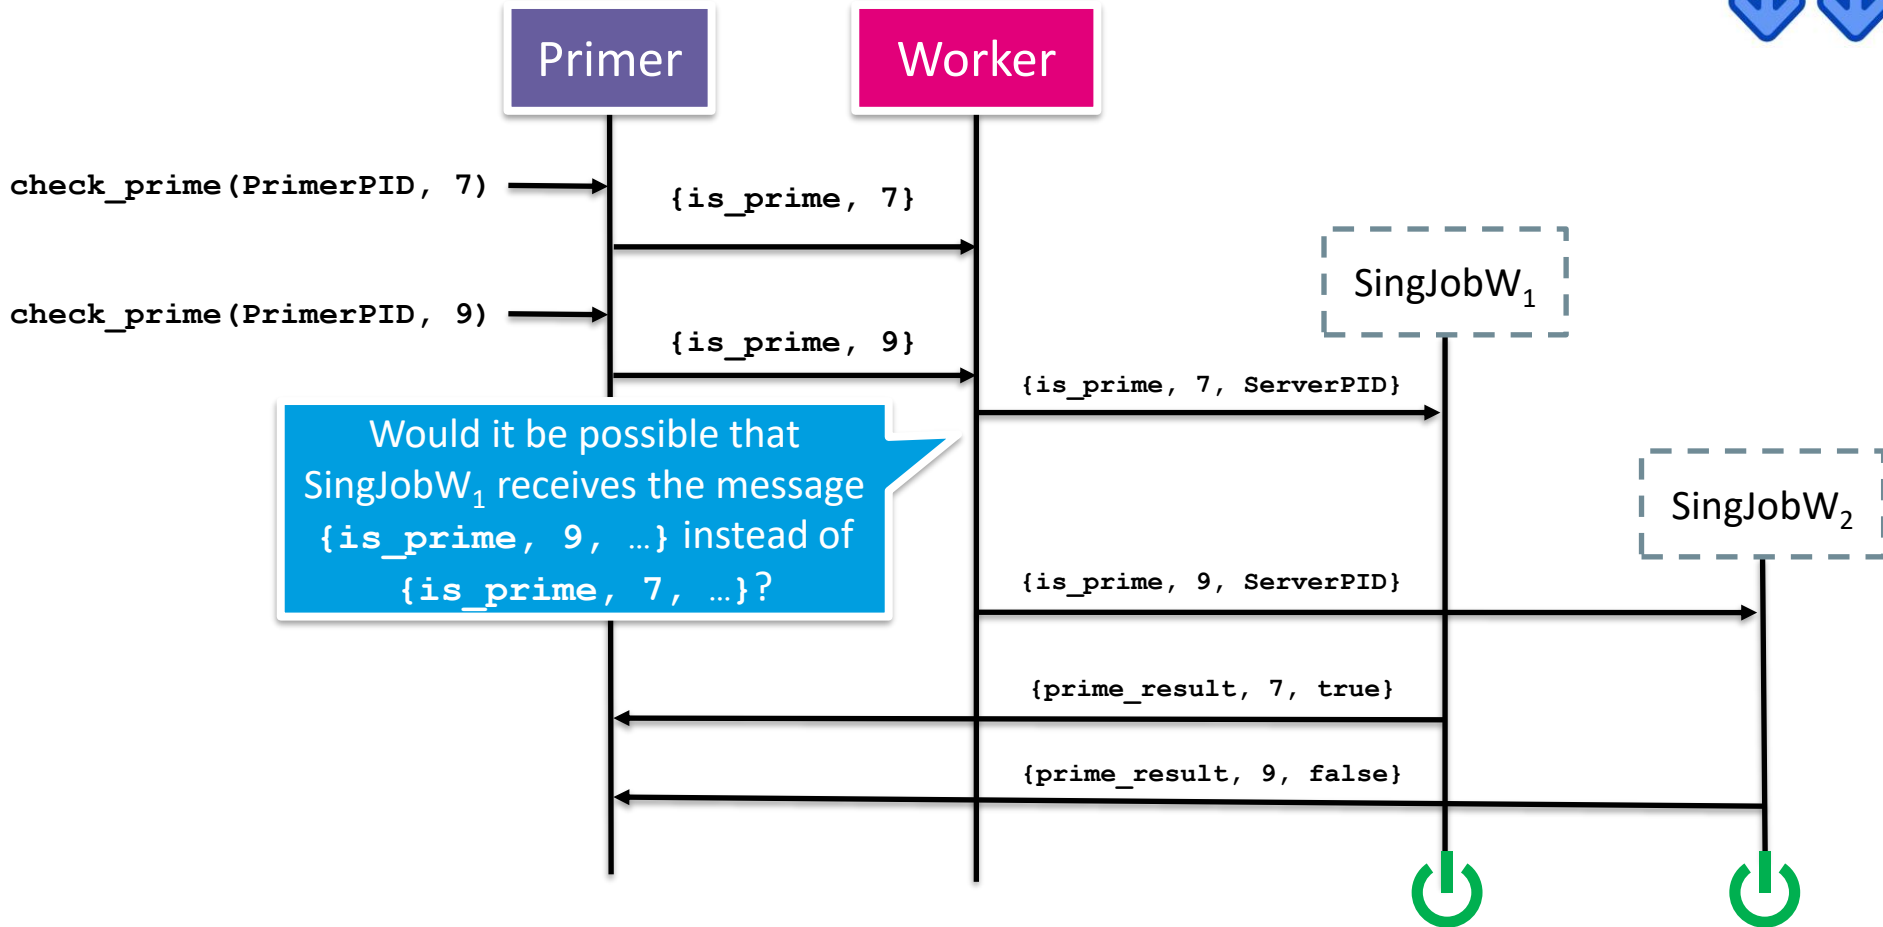 Primer
Worker
check_prime(PrimerPID, 7)
{is_prime, 7}
check_prime(PrimerPID, 9)
{is_prime, 9}
SingJobW₁
{is_prime, 7, ServerPID}
Would it be possible that
SingJobW₁ receives the message
{is_prime, 9, …} instead of
{is_prime, 7, …}?
SingJobW₂
{is_prime, 9, ServerPID}
{prime_result, 7, true}
{prime_result, 9, false}